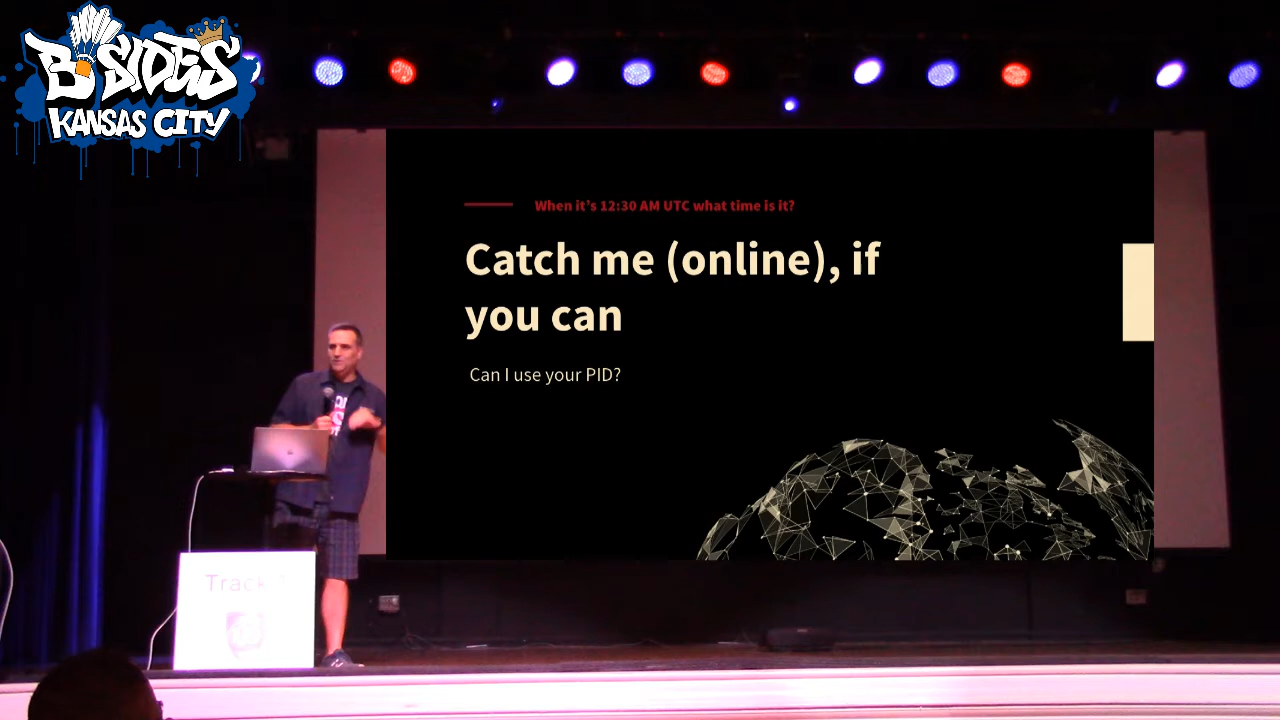 B-SIDES
KANSAS CITY
When it's 12:30 AM UTC what time is it?
Catch me (online), if
you can
Can I use your PID?
Track